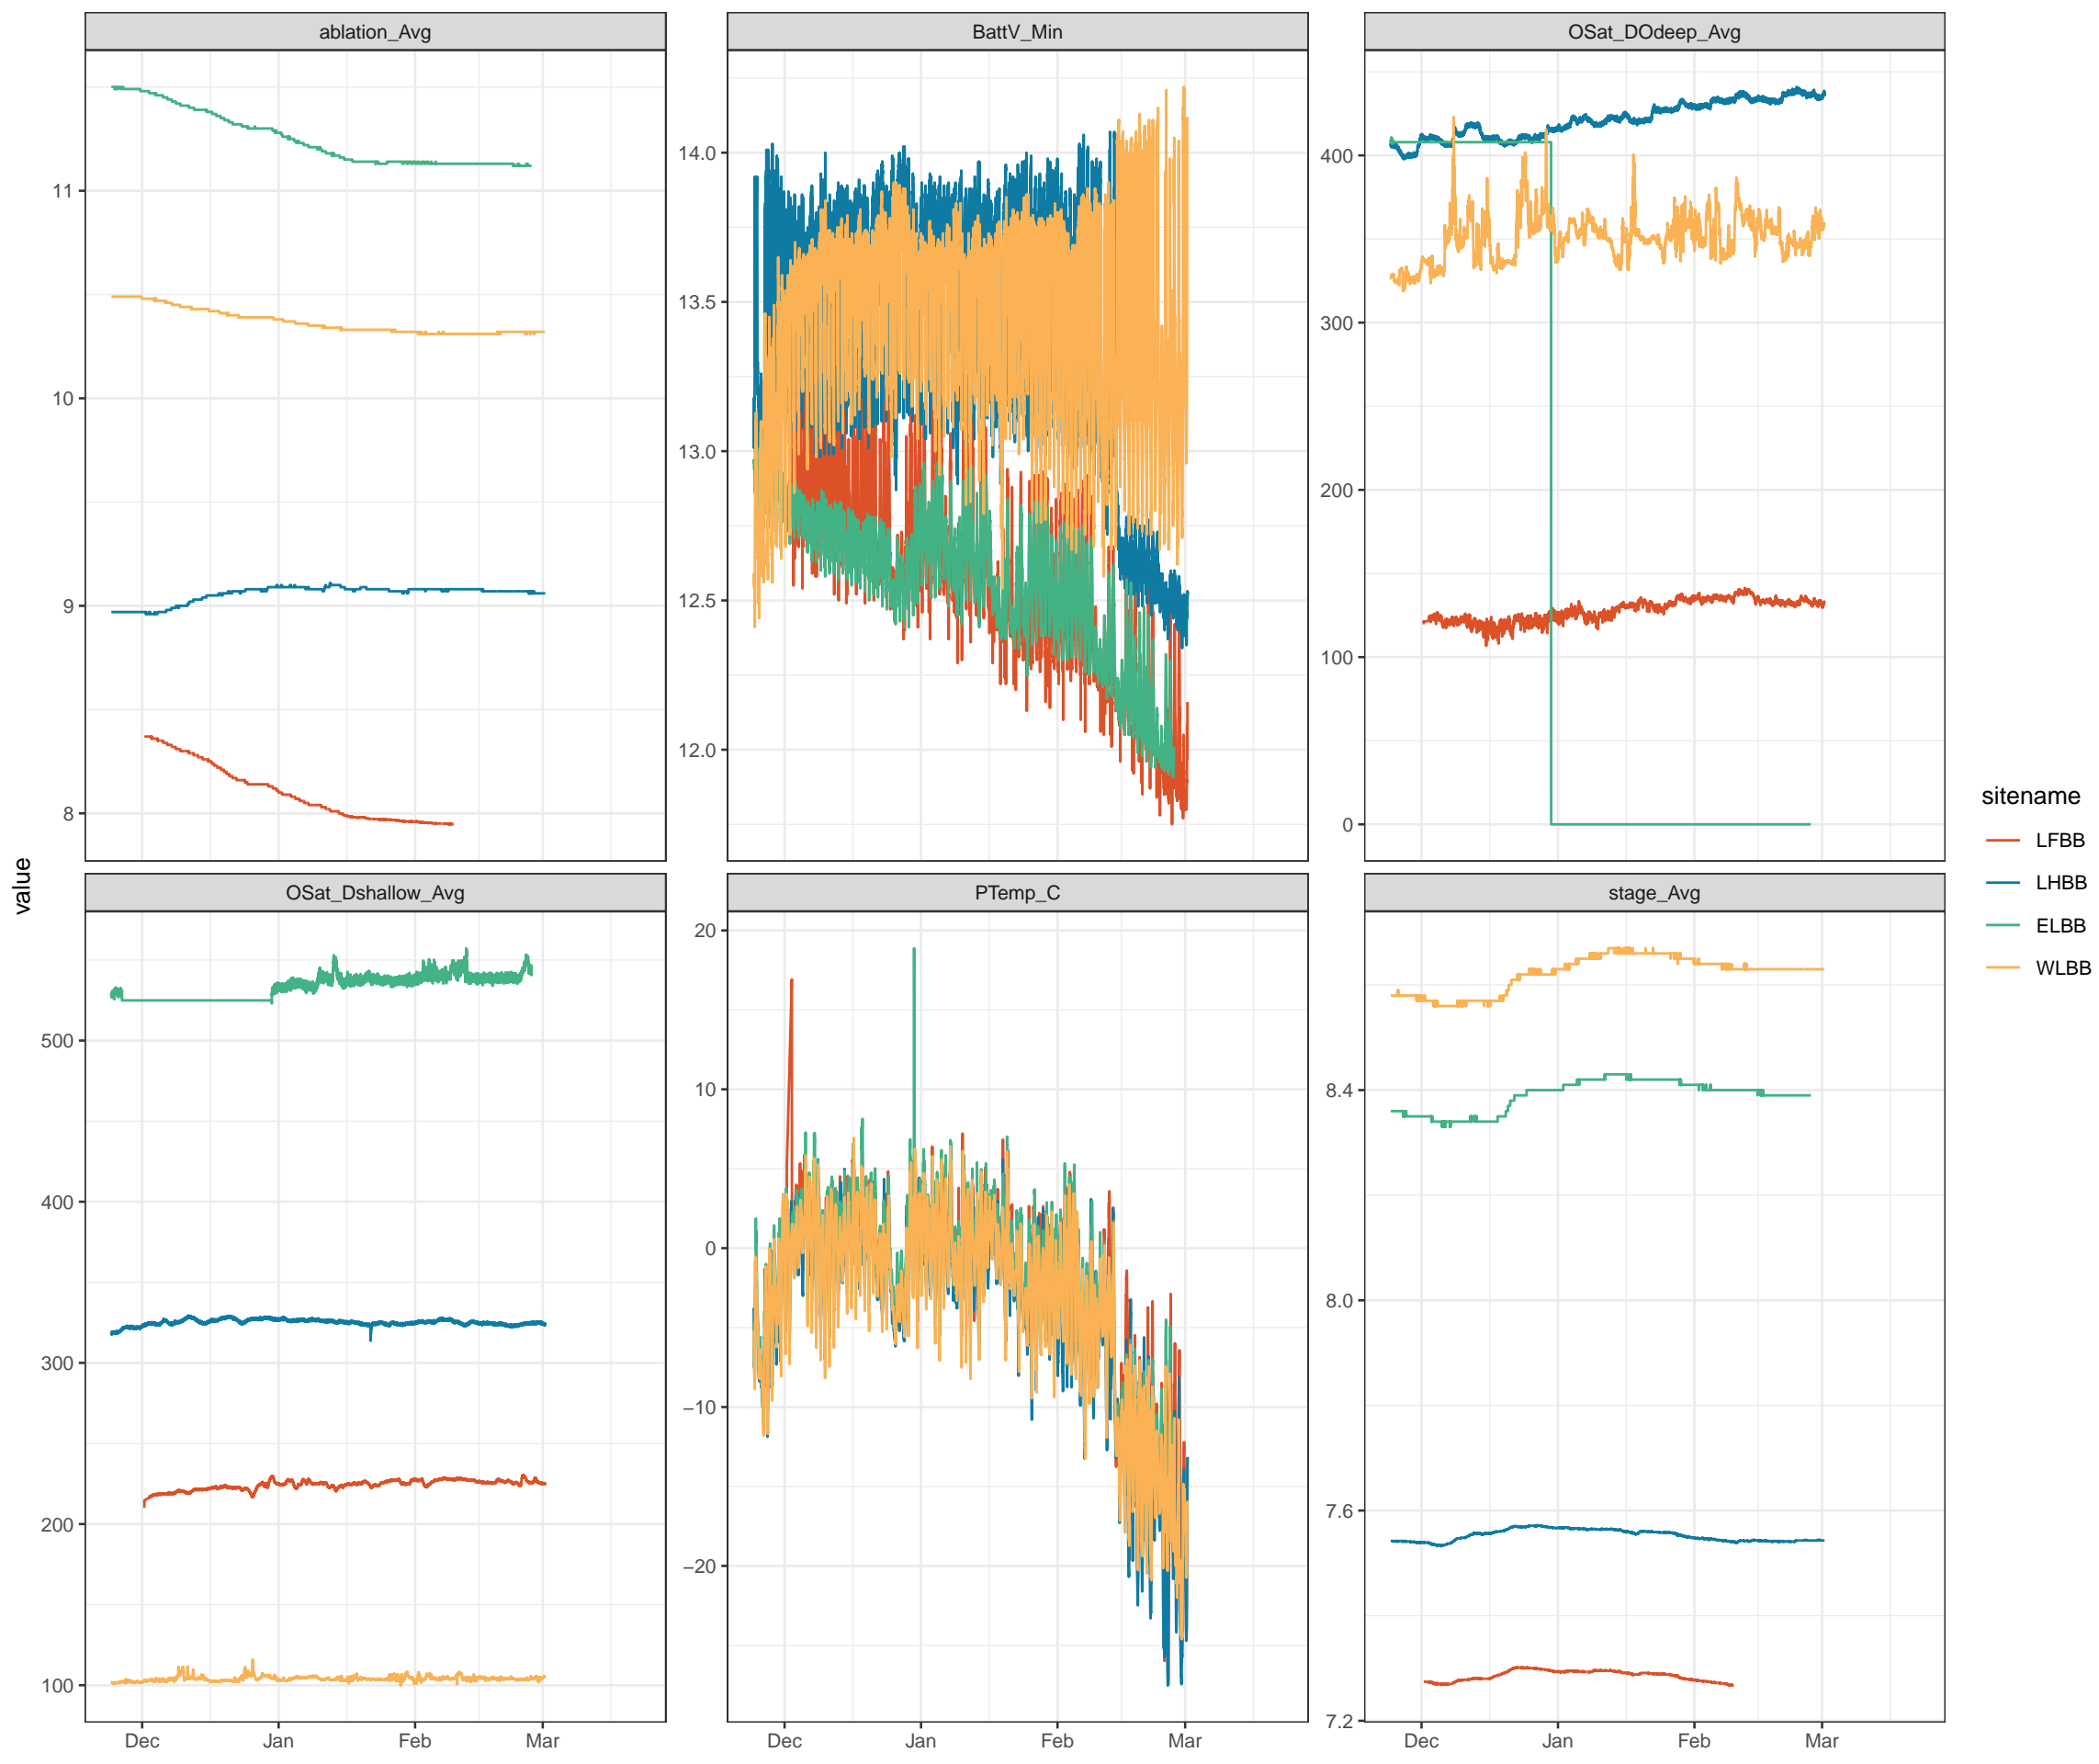 ablation_Avg
BattV_Min
OSat_DOdeep_Avg
11
10
9
8
14.0
13.5
13.0
12.5
12.0
400
300
200
100
0
value
OSat_Dshallow_Avg
PTemp_C
stage_Avg
500
400
300
200
100
20
10
0
−10
−20
8.4
8.0
7.6
7.2
Dec Jan Feb Mar
Dec Jan Feb Mar
Dec Jan Feb Mar
sitename
LFBB
LHBB
ELBB
WLBB